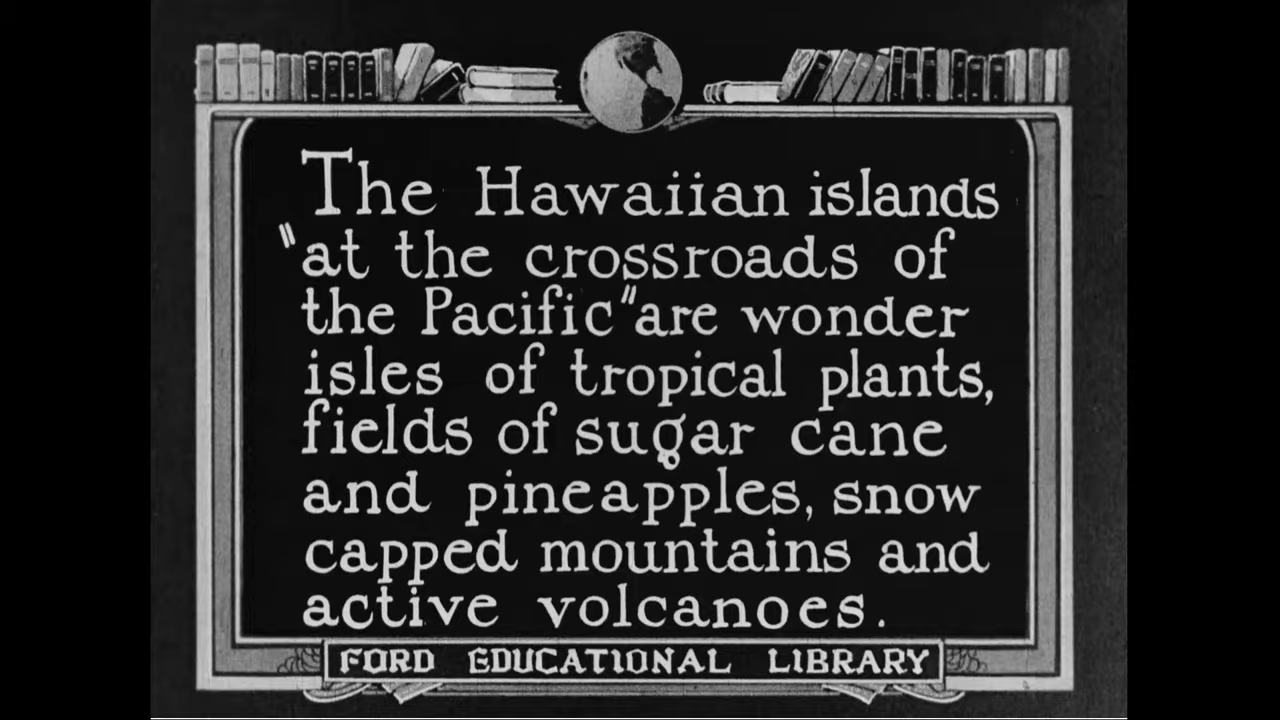 The Hawaiian islands
"at the crossroads of
the Pacific" are wonder
isles of tropical plants,
fields of sugar cane
and pineapples, snow
capped mountains and
active volcanoes.
FORD EDUCATIONAL LIBRARY